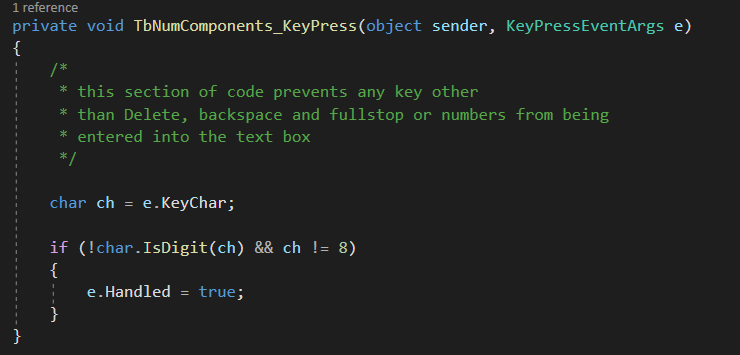 1 reference
private void TbNumComponents_KeyPress(object sender, KeyPressEventArgs e)
{
/*
* this section of code prevents any key other
* than Delete, backspace and fullstop or numbers from being
* entered into the text box
*/
char ch = e.KeyChar;
if (!char.IsDigit(ch) && ch != 8)
{
e.Handled = true;
}
}